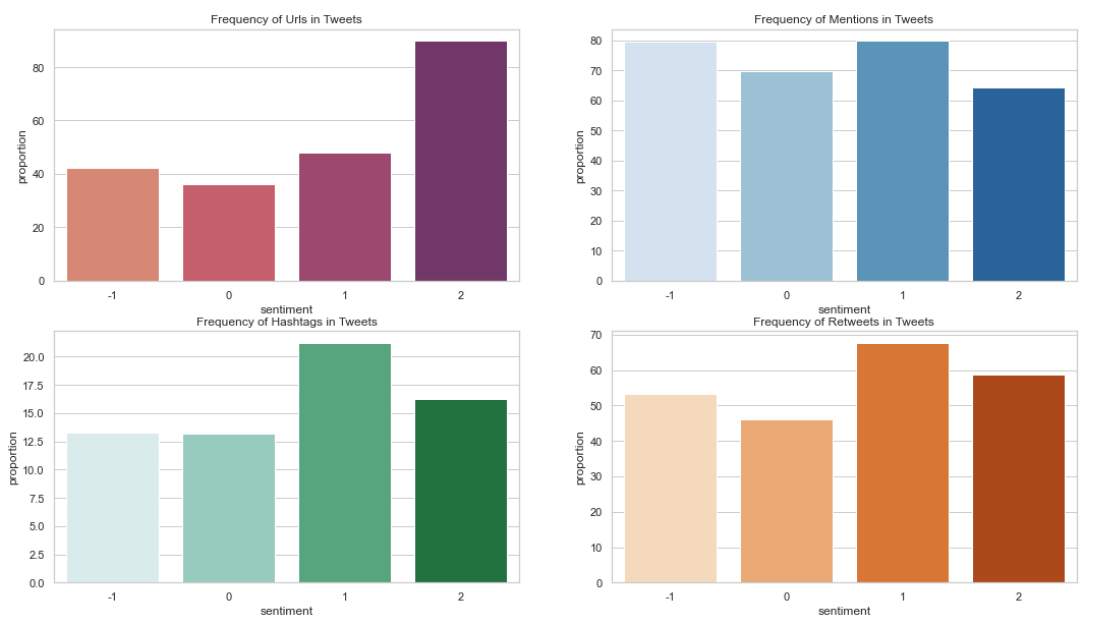 Frequency of Urls in Tweets
80
60
40
20
0
proportion
-1 0 1 2
sentiment
Frequency of Mentions in Tweets
80
70
60
50
40
30
20
10
0
proportion
-1 0 1 2
sentiment
Frequency of Hashtags in Tweets
20.0
17.5
15.0
12.5
10.0
7.5
5.0
2.5
0.0
proportion
-1 0 1 2
sentiment
Frequency of Retweets in Tweets
70
60
50
40
30
20
10
0
proportion
-1 0 1 2
sentiment